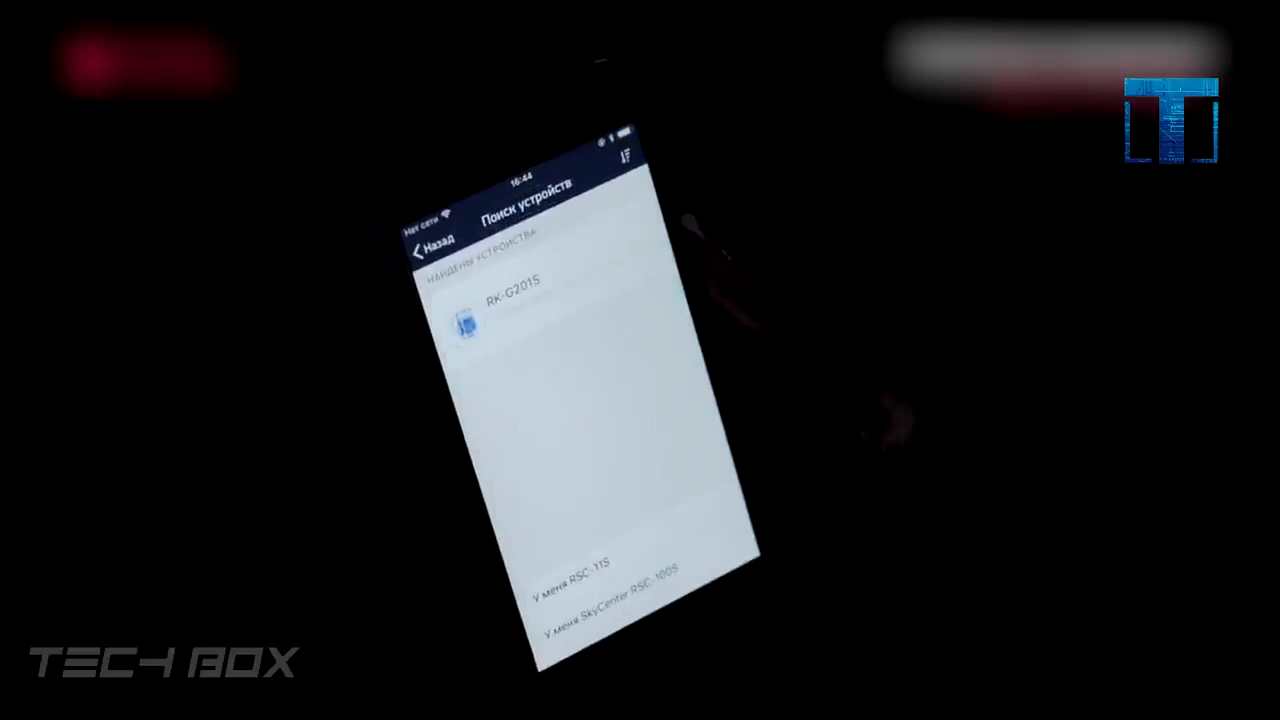 Нет сети
16:44
Назад
Поиск устройств
НАЙДЕНЫ УСТРОЙСТВА
RK-G201S
У меня RSC-11S
У меня SkyCenter RSC-100S
TECH BOX